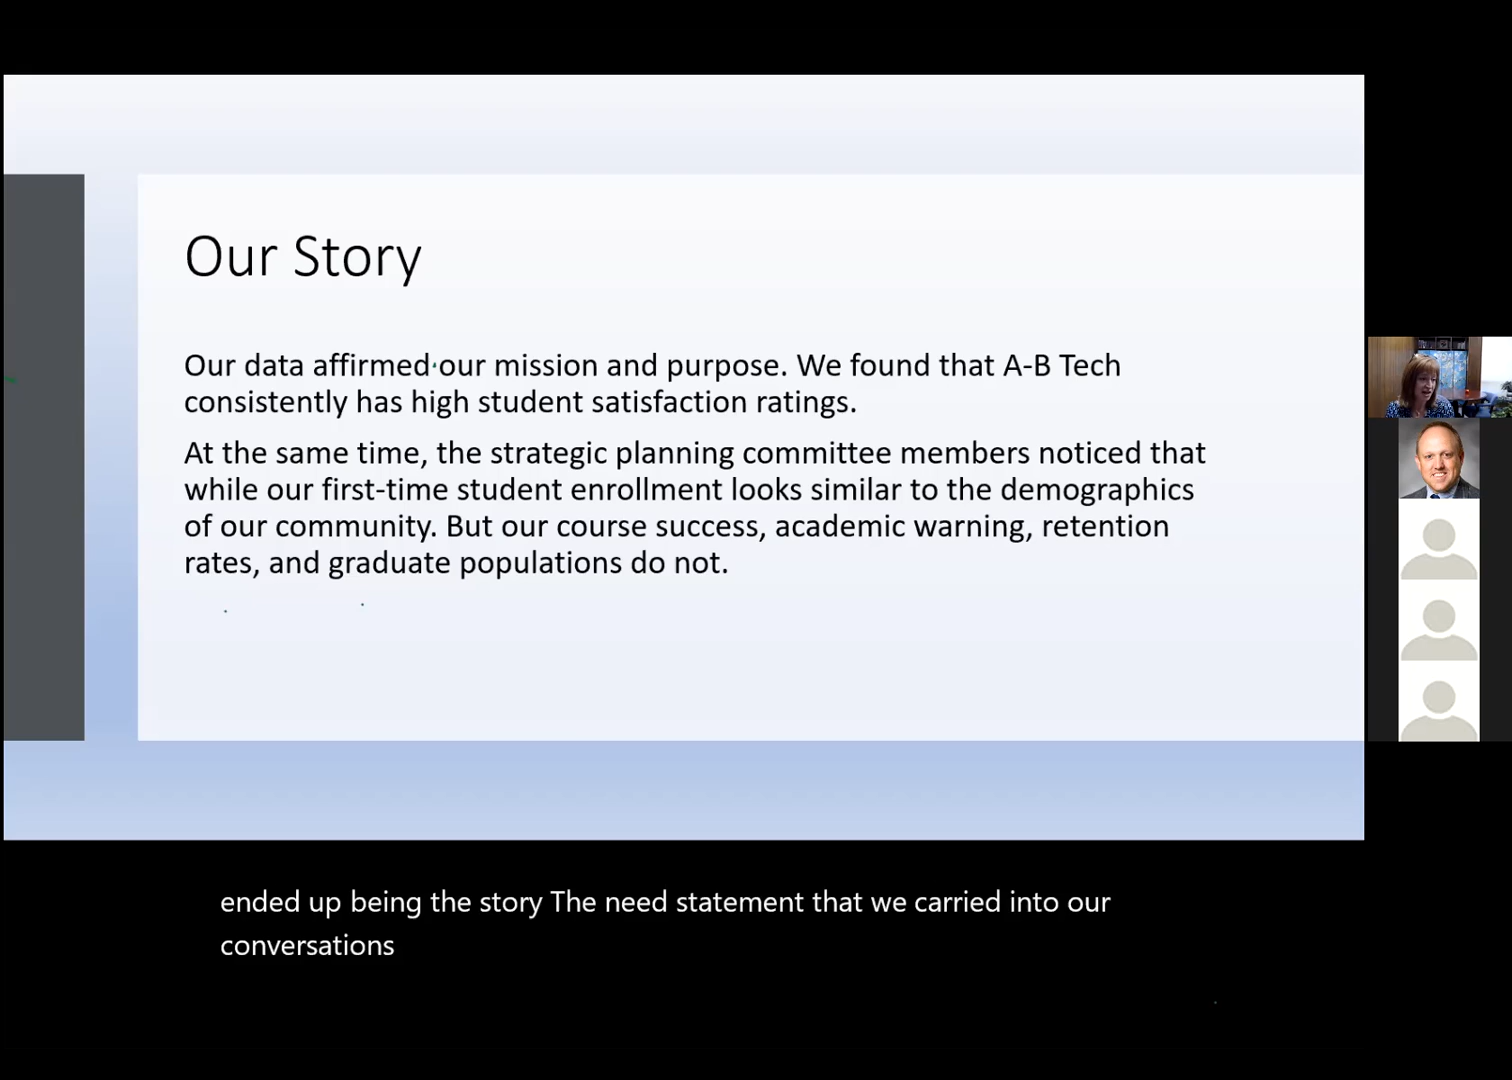 Our Story
Our data affirmed our mission and purpose. We found that A-B Tech
consistently has high student satisfaction ratings.
At the same time, the strategic planning committee members noticed that
while our first-time student enrollment looks similar to the demographics
of our community. But our course success, academic warning, retention
rates, and graduate populations do not.
ended up being the story The need statement that we carried into our
conversations